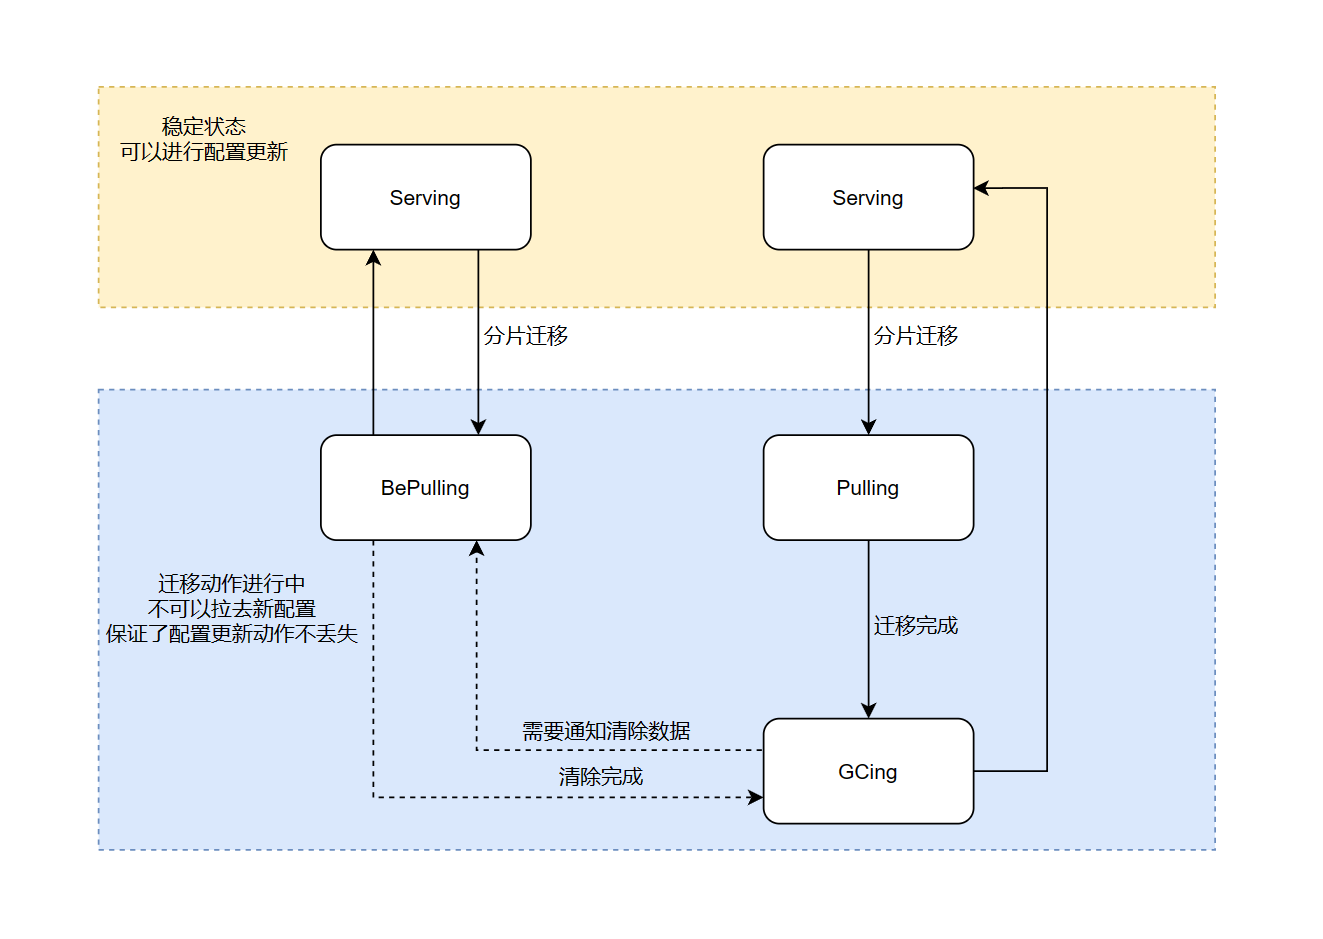 稳定状态
可以进行配置更新
Serving
Serving
分片迁移
分片迁移
BePulling
Pulling
迁移动作进行中
不可以拉去新配置
保证了配置更新动作不丢失
迁移完成
需要通知清除数据
清除完成
GCing